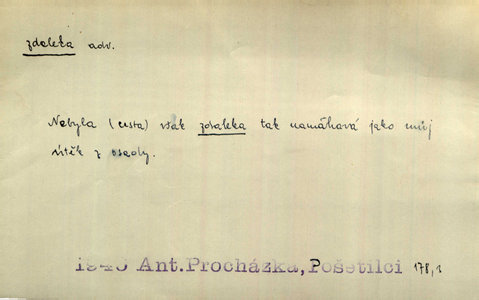 zdaleka adv.
Nebyla (cesta) však zdaleka tak namáhavá jako můj
útěk z osady.
1946 Ant.Procházka, Pošetilci 178,1